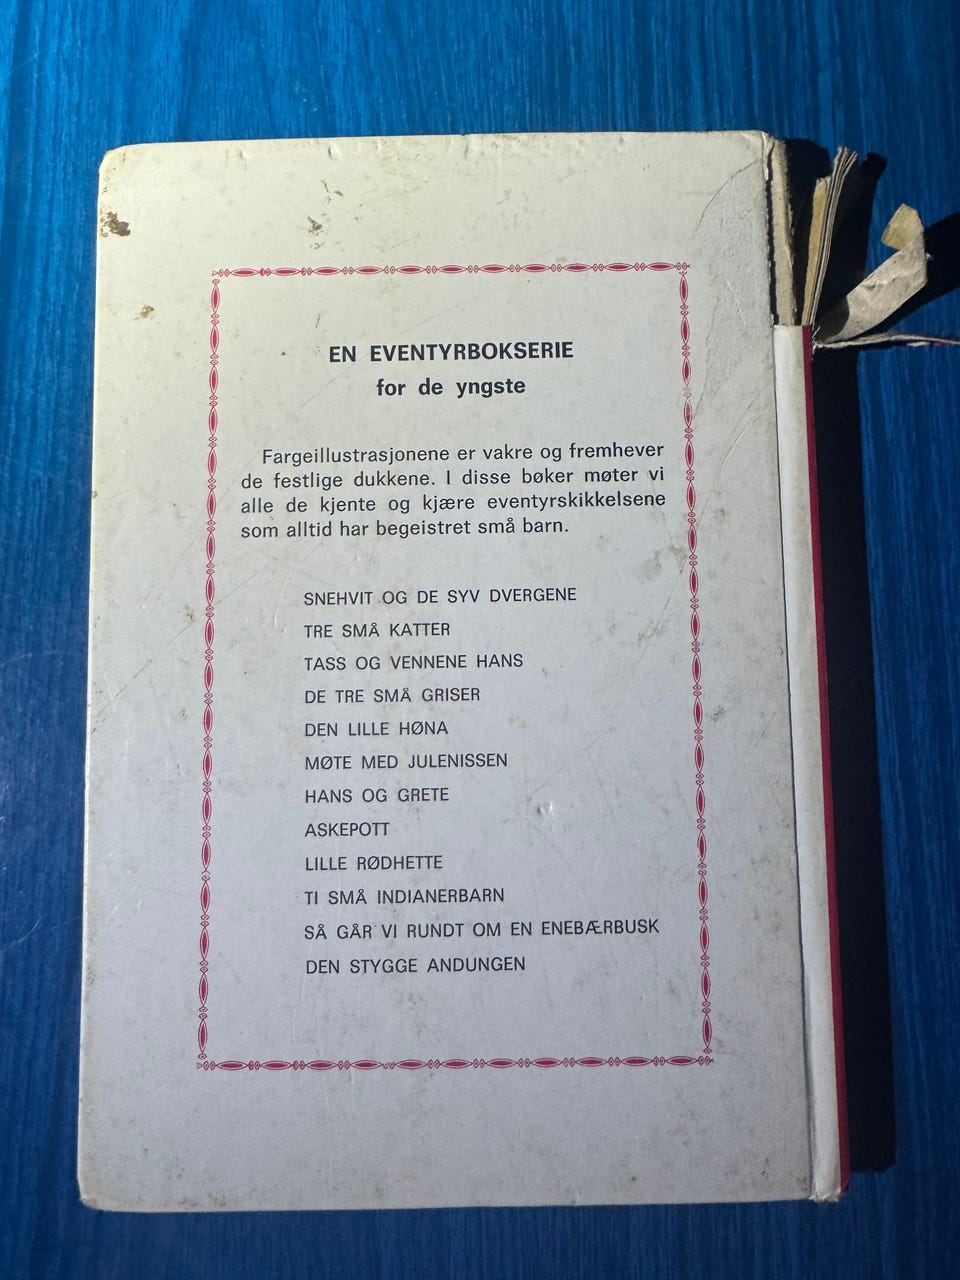 EN EVENTYRBOKSERIE
for de yngste
Fargeillustrasjonene er vakre og fremhever
de festlige dukkene. I disse bøker møter vi
alle de kjente og kjære eventyrskikkelsene
som alltid har begeistret små barn.
SNEHVIT OG DE SYV DVERGENE
TRE SMÅ KATTER
TASS OG VENNENE HANS
DE TRE SMÅ GRISER
DEN LILLE HØNA
MØTE MED JULENISSEN
HANS OG GRETE
ASKEPOTT
LILLE RØDHETTE
TI SMÅ INDIANERBARN
SÅ GÅR VI RUNDT OM EN ENEBÆRBUSK
DEN STYGGE ANDUNGEN